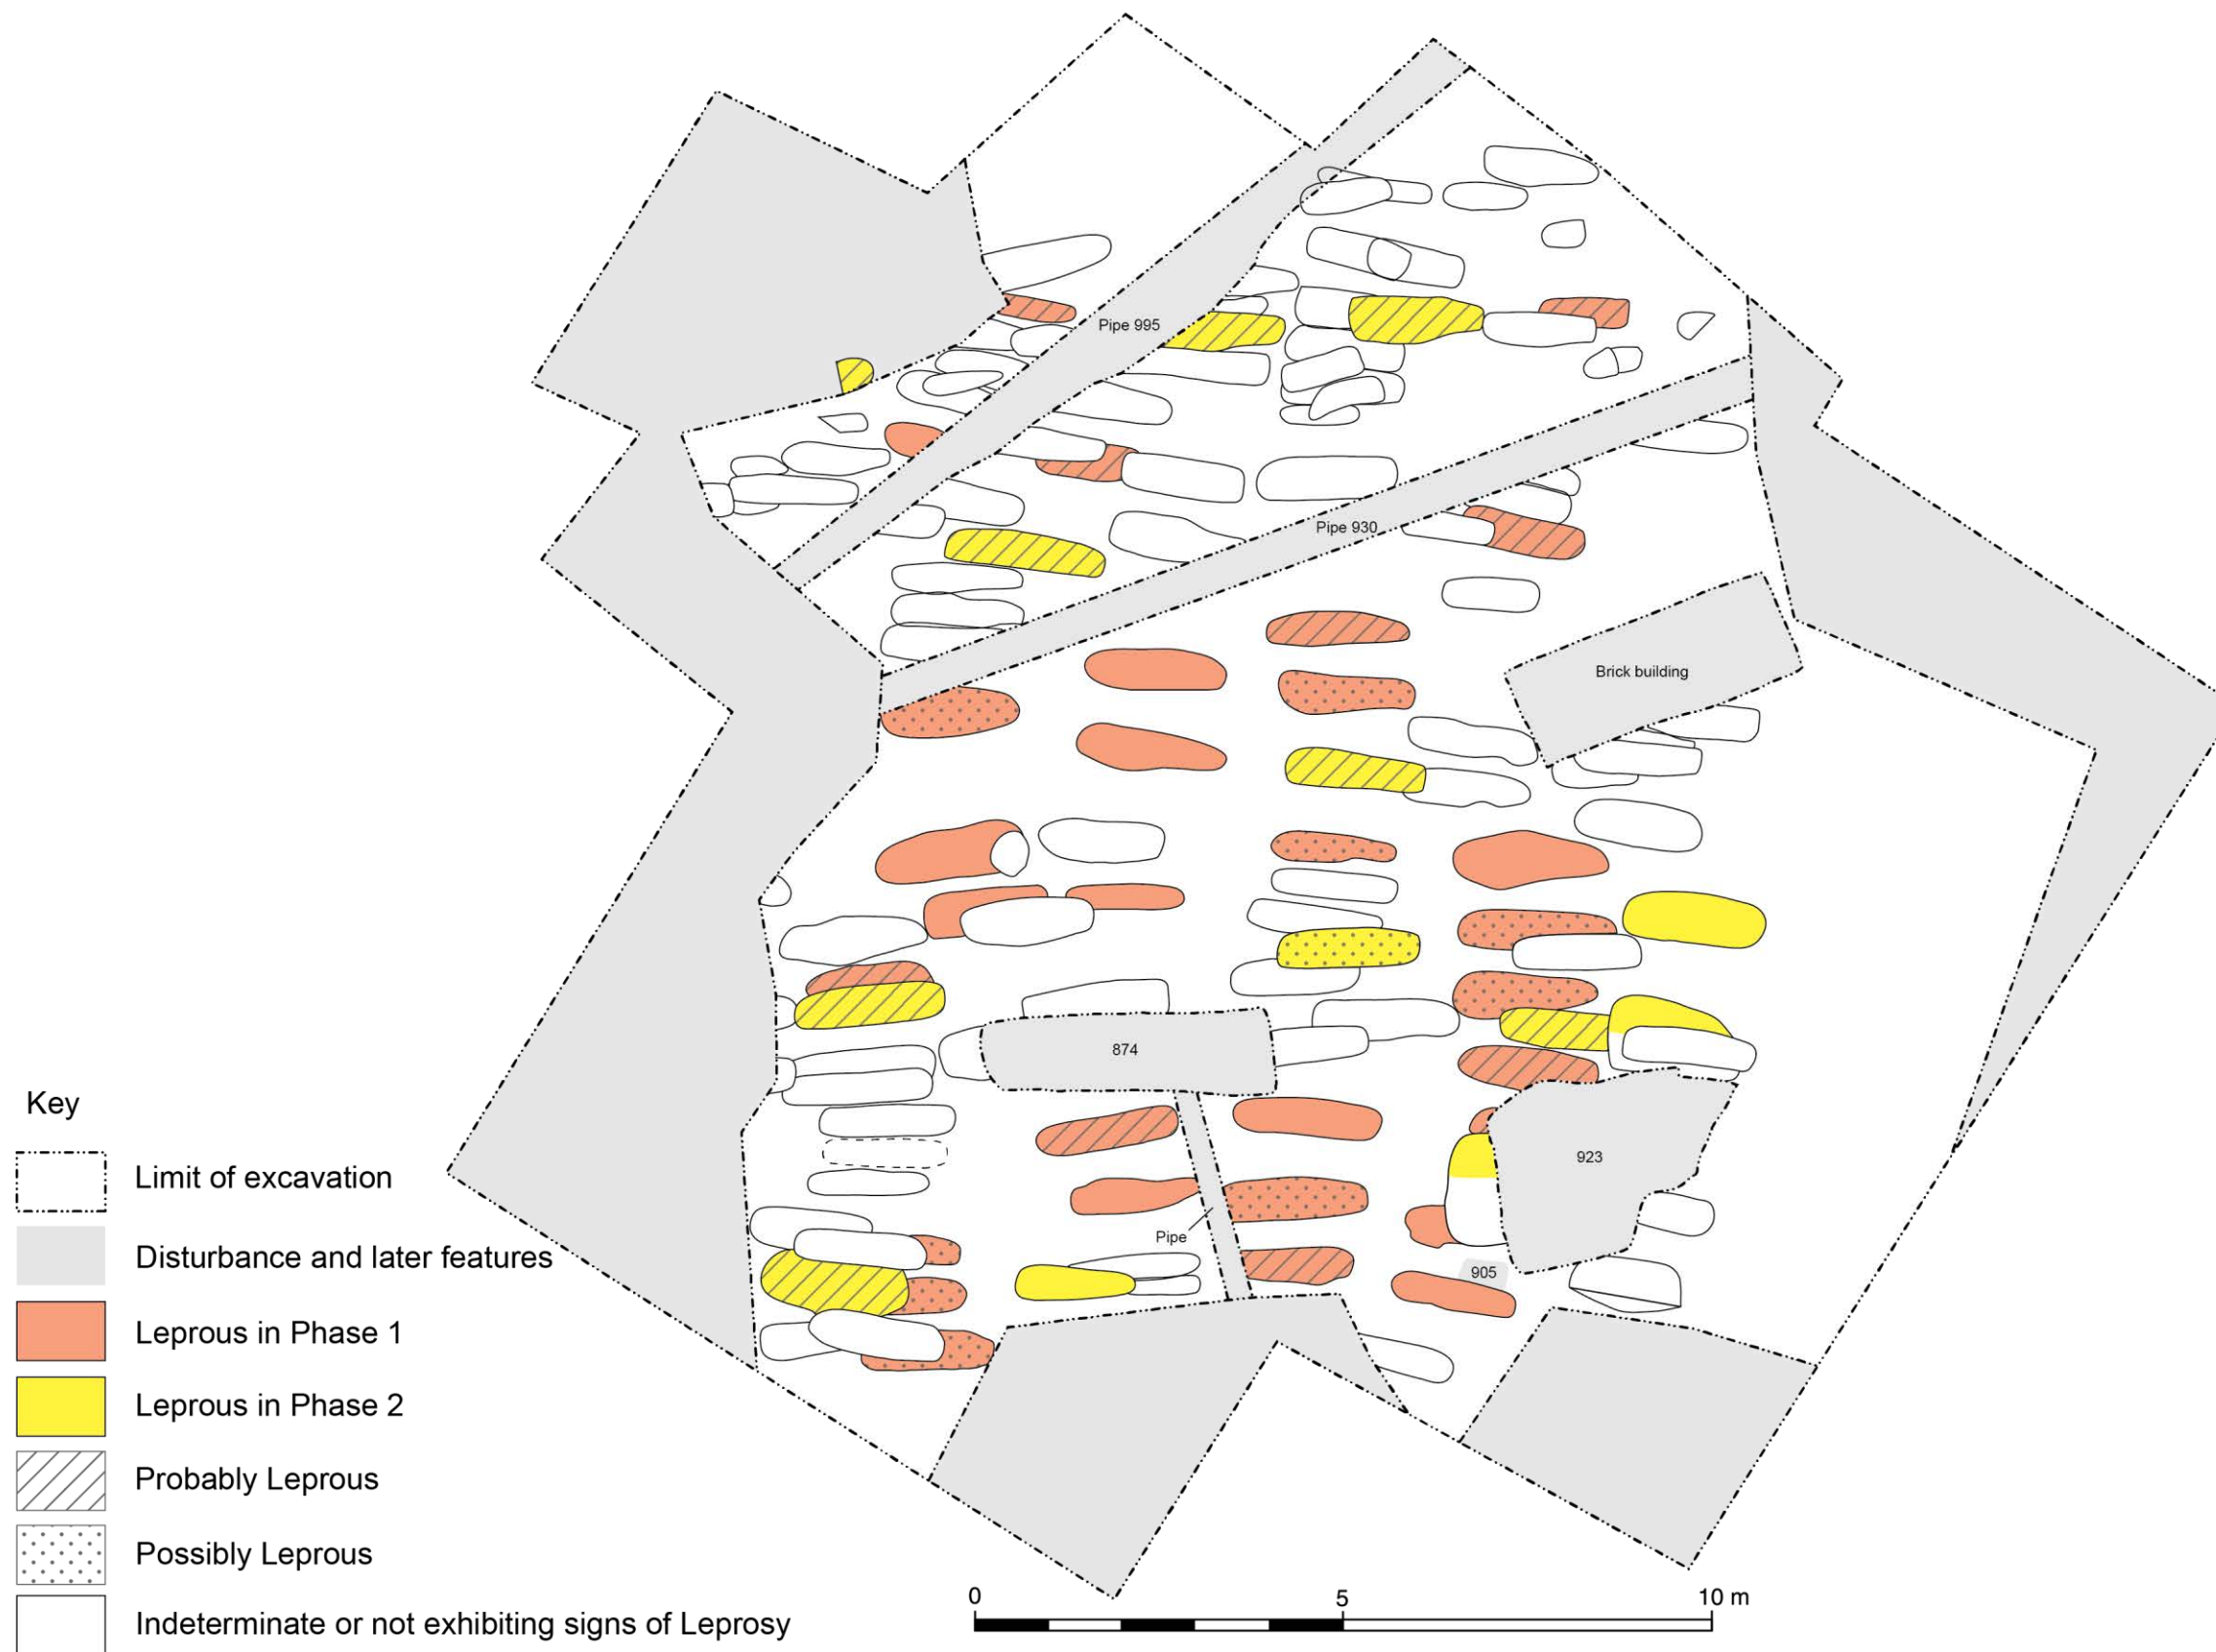 Pipe 995
Pipe 930
Brick building
874
923
Pipe
905
Key
Limit of excavation
Disturbance and later features
Leprous in Phase 1
Leprous in Phase 2
Probably Leprous
Possibly Leprous
Indeterminate or not exhibiting signs of Leprosy
0 5 10 m